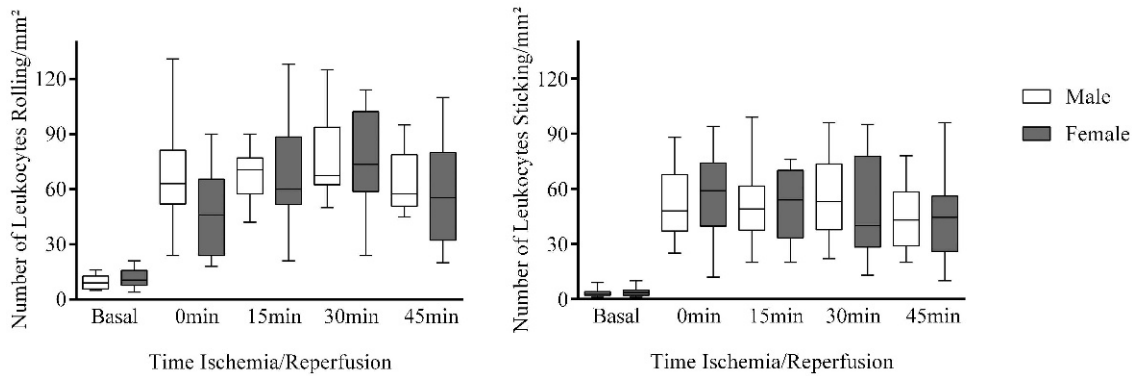 Number of Leukocytes Rolling/mm²
120
90
60
30
0
Basal 0min 15min 30min 45min
Time Ischemia/Reperfusion
Number of Leukocytes Sticking/mm²
120
90
60
30
0
Basal 0min 15min 30min 45min
Time Ischemia/Reperfusion
Male
Female